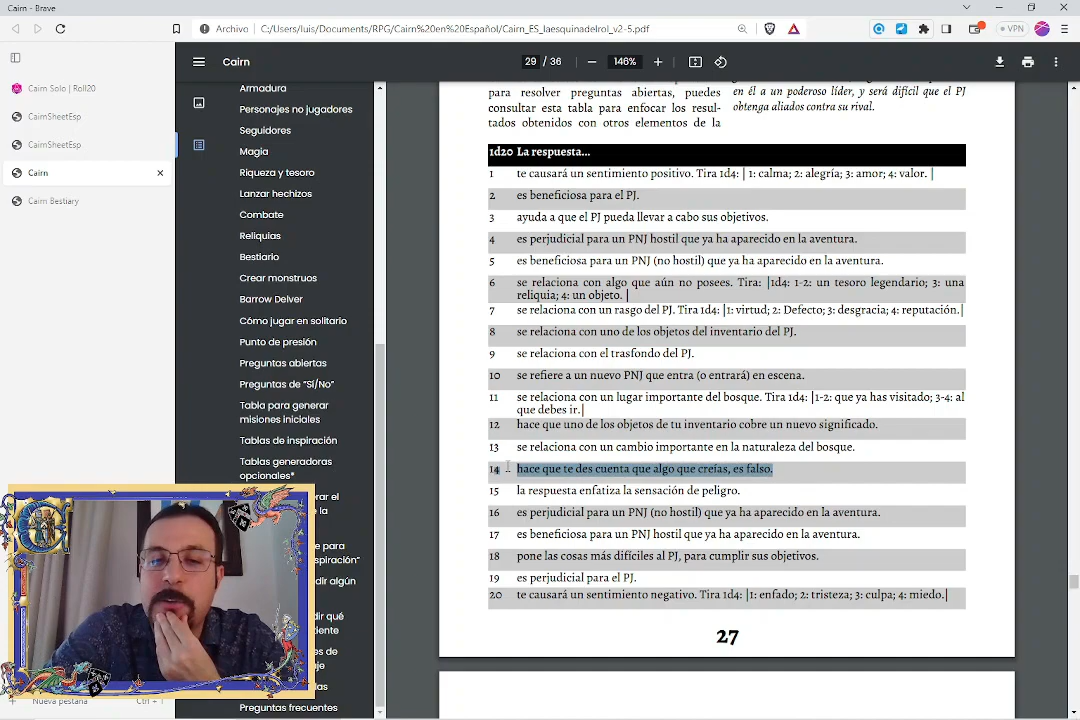 Cairn - Brave
Archivo
C:/Users/luis/Documents/RPG/Cairn%20en%20Español/Cairn_ES_laesquinadelrol_v2-5.pdf
VPN
Cairn Solo | Roll20
CairnSheetEsp
CairnSheetEsp
Cairn
Cairn Bestiary
Nueva pestaña
Ctrl + T
Cairn
29 / 36
146%
Armadura
Personajes no jugadores
Seguidores
Magia
Riqueza y tesoro
Lanzar hechizos
Combate
Reliquias
Bestiario
Crear monstruos
Barrow Delver
Cómo jugar en solitario
Punto de presión
Preguntas abiertas
Preguntas de “Sí/No”
Tabla para generar
misiones iniciales
Tablas de inspiración
Tablas generadoras
opcionales*
Preguntas frecuentes
para resolver preguntas abiertas, puedes
consultar esta tabla para enfocar los resul-
tados obtenidos con otros elementos de la
en él a un poderoso líder, y será difícil que el PJ
obtenga aliados contra su rival.
1d20 La respuesta...
1 te causará un sentimiento positivo. Tira 1d4: | 1: calma; 2: alegría; 3: amor; 4: valor. |
2 es beneficiosa para el PJ.
3 ayuda a que el PJ pueda llevar a cabo sus objetivos.
4 es perjudicial para un PNJ hostil que ya ha aparecido en la aventura.
5 es beneficiosa para un PNJ (no hostil) que ya ha aparecido en la aventura.
6 se relaciona con algo que aún no posees. Tira: |1d4: 1-2: un tesoro legendario; 3: una
reliquia; 4: un objeto. |
7 se relaciona con un rasgo del PJ. Tira 1d4: |1: virtud; 2: Defecto; 3: desgracia; 4: reputación.|
8 se relaciona con uno de los objetos del inventario del PJ.
9 se relaciona con el trasfondo del PJ.
10 se refiere a un nuevo PNJ que entra (o entrará) en escena.
11 se relaciona con un lugar importante del bosque. Tira 1d4: |1-2: que ya has visitado; 3-4: al
que debes ir.|
12 hace que uno de los objetos de tu inventario cobre un nuevo significado.
13 se relaciona con un cambio importante en la naturaleza del bosque.
14 hace que te des cuenta que algo que creías, es falso.
15 la respuesta enfatiza la sensación de peligro.
16 es perjudicial para un PNJ (no hostil) que ya ha aparecido en la aventura.
17 es beneficiosa para un PNJ hostil que ya ha aparecido en la aventura.
18 pone las cosas más difíciles al PJ, para cumplir sus objetivos.
19 es perjudicial para el PJ.
20 te causará un sentimiento negativo. Tira 1d4: |1: enfado; 2: tristeza; 3: culpa; 4: miedo.|
27